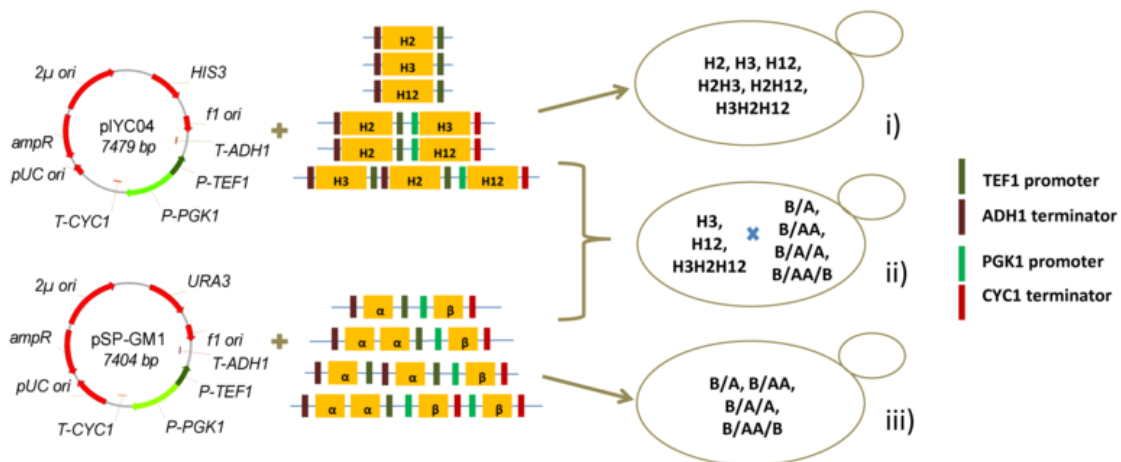 2μ ori
HIS3
f1 ori
pIYC04
7479 bp
ampR
T-ADH1
pUC ori
P-TEF1
T-CYC1
P-PGK1
+
H2
H3
H12
H2 H3
H2 H12
H3 H2 H12
H2, H3, H12,
H2H3, H2H12,
H3H2H12
i)
2μ ori
URA3
f1 ori
pSP-GM1
7404 bp
ampR
T-ADH1
pUC ori
P-TEF1
T-CYC1
P-PGK1
+
α β
α α β
α α β
α α β β
H3,
H12,
H3H2H12
x
B/A,
B/AA,
B/A/A,
B/AA/B
ii)
B/A, B/AA,
B/A/A,
B/AA/B
iii)
TEF1 promoter
ADH1 terminator
PGK1 promoter
CYC1 terminator